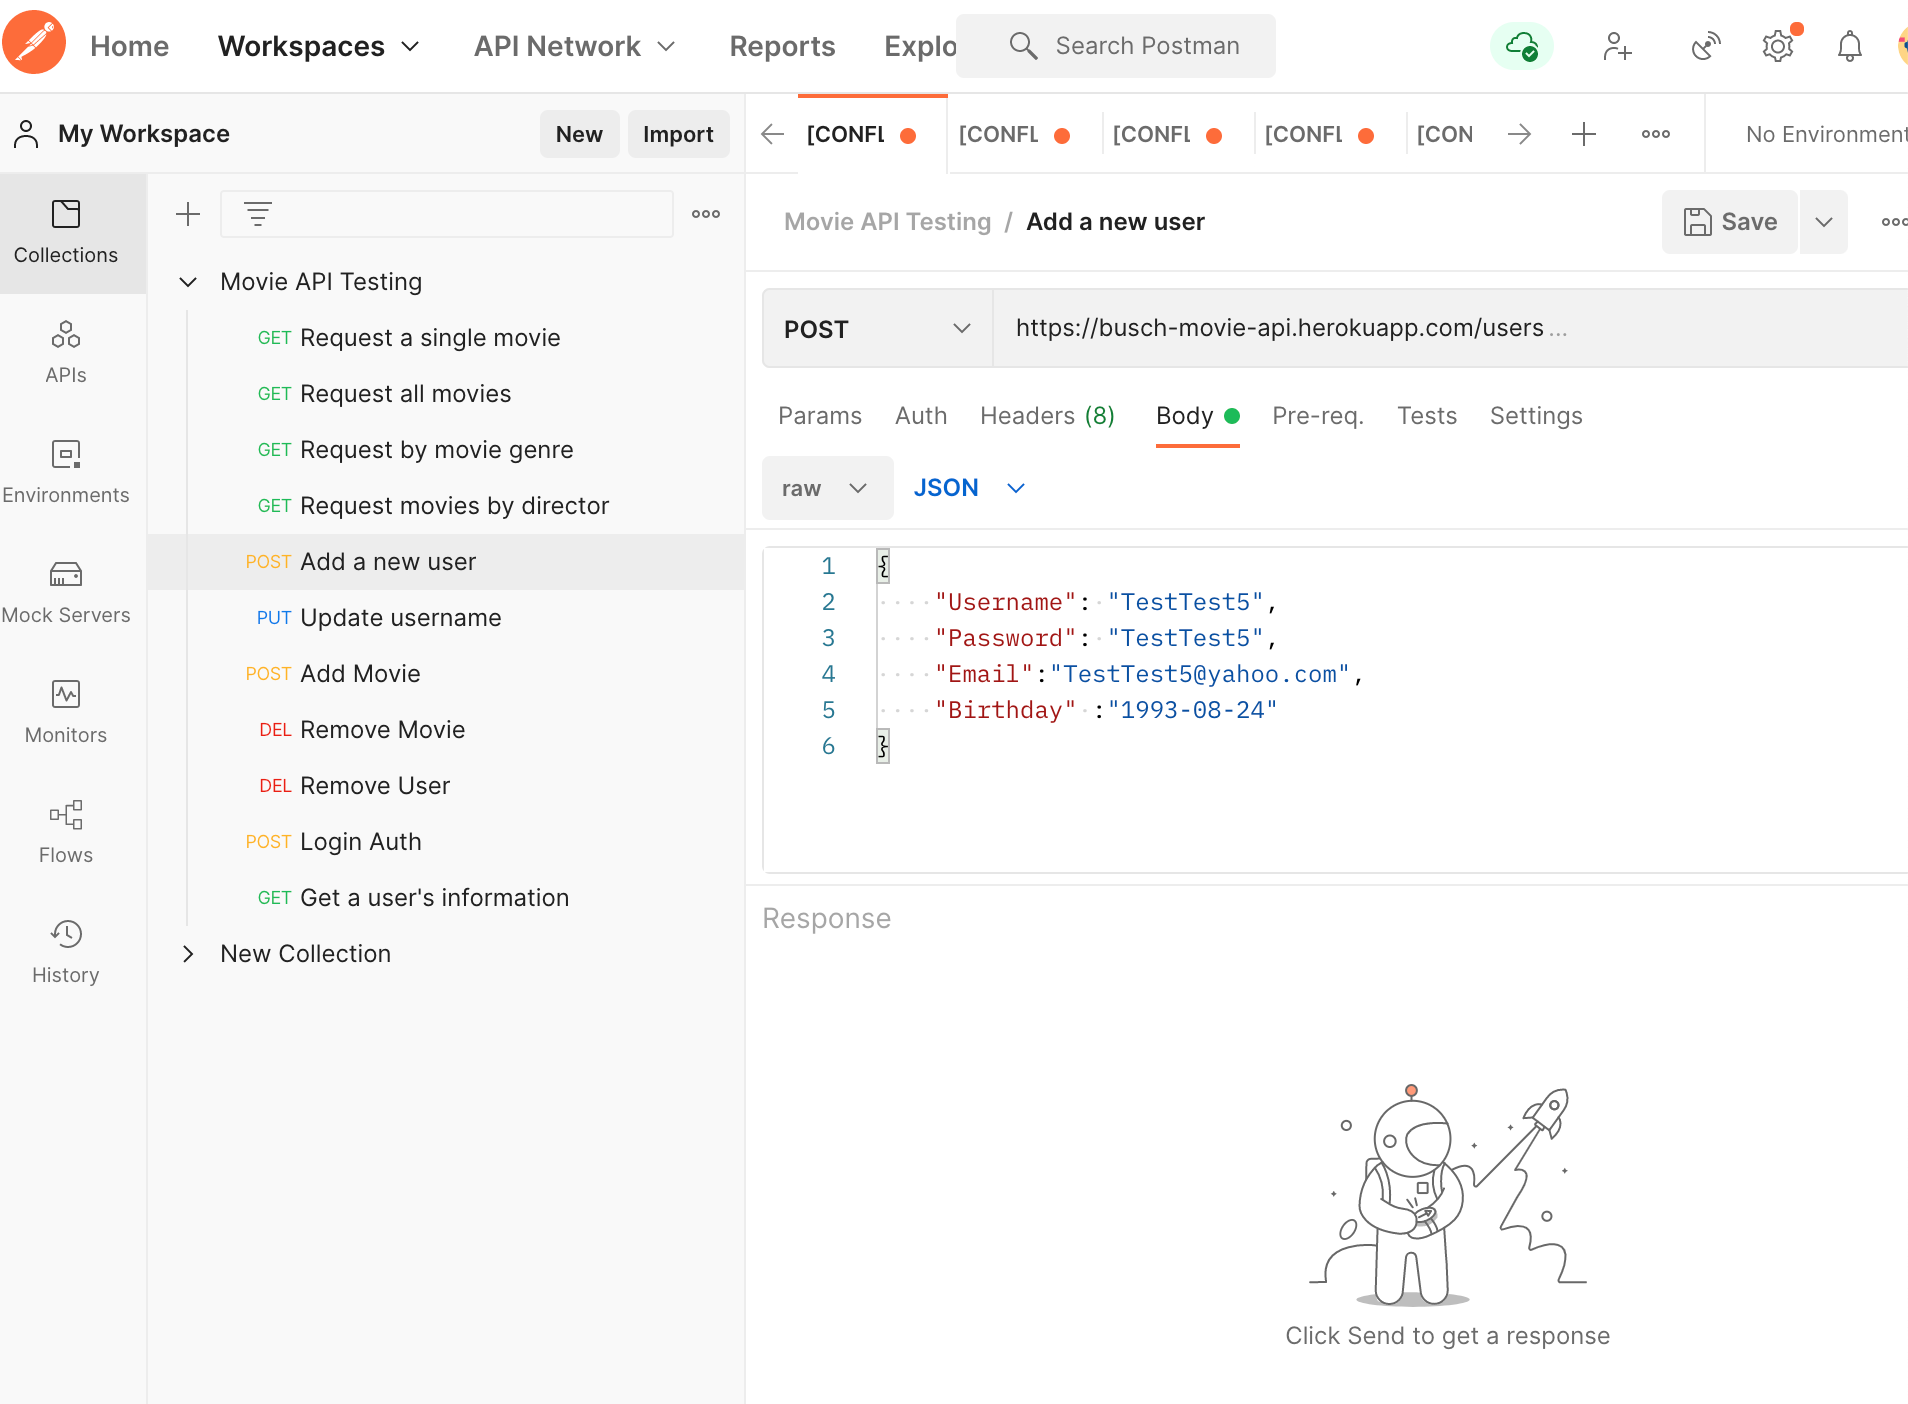 Home Workspaces API Network Reports Explo Search Postman
My Workspace New Import
[CONFL [CONFL [CONFL [CONFL [CON No Environment
Collections
APIs
Environments
Mock Servers
Monitors
Flows
History
Movie API Testing
GET Request a single movie
GET Request all movies
GET Request by movie genre
GET Request movies by director
POST Add a new user
PUT Update username
POST Add Movie
DEL Remove Movie
DEL Remove User
POST Login Auth
GET Get a user's information
New Collection
Movie API Testing / Add a new user Save
POST https://busch-movie-api.herokuapp.com/users ...
Params Auth Headers (8) Body Pre-req. Tests Settings
raw JSON
1 {
2 "Username": "TestTest5",
3 "Password": "TestTest5",
4 "Email":"TestTest5@yahoo.com",
5 "Birthday" :"1993-08-24"
6 }
Response
Click Send to get a response